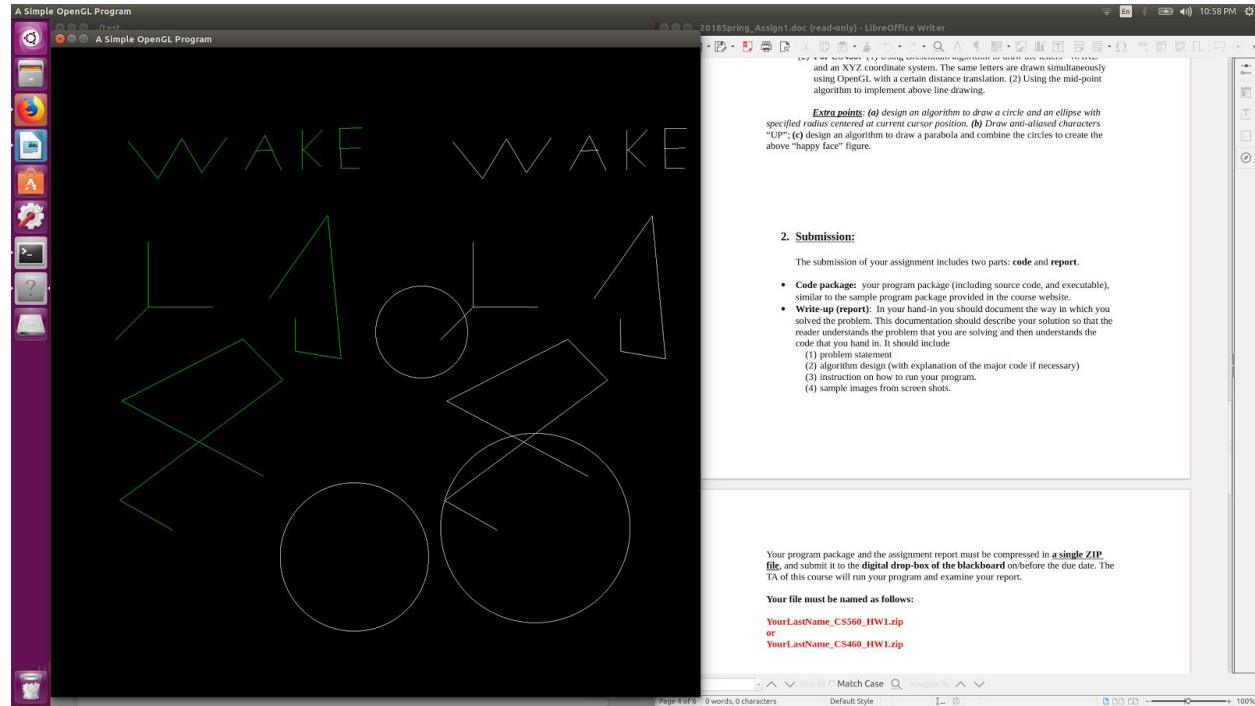 A Simple OpenGL Program
En
10:58 PM
./test
2018Spring_Assign1.doc (read-only) - LibreOffice Writer
A Simple OpenGL Program
WAKE WAKE
and an XYZ coordinate system. The same letters are drawn simultaneously
using OpenGL with a certain distance translation. (2) Using the mid-point
algorithm to implement above line drawing.
Extra points: (a) design an algorithm to draw a circle and an ellipse with
specified radius centered at current cursor position. (b) Draw anti-aliased characters
"UP"; (c) design an algorithm to draw a parabola and combine the circles to create the
above "happy face" figure.
2. Submission:
The submission of your assignment includes two parts: code and report.
• Code package: your program package (including source code, and executable),
similar to the sample program package provided in the course website.
• Write-up (report): In your hand-in you should document the way in which you
solved the problem. This documentation should describe your solution so that the
reader understands the problem that you are solving and then understands the
code that you hand in. It should include
(1) problem statement
(2) algorithm design (with explanation of the major code if necessary)
(3) instruction on how to run your program.
(4) sample images from screen shots.
Your program package and the assignment report must be compressed in a single ZIP
file, and submit it to the digital drop-box of the blackboard on/before the due date. The
TA of this course will run your program and examine your report.
Your file must be named as follows:
YourLastName_CS560_HW1.zip
or
YourLastName_CS460_HW1.zip
Find All Match Case Navigate by
Page 4 of 6 0 words, 0 characters Default Style 100%